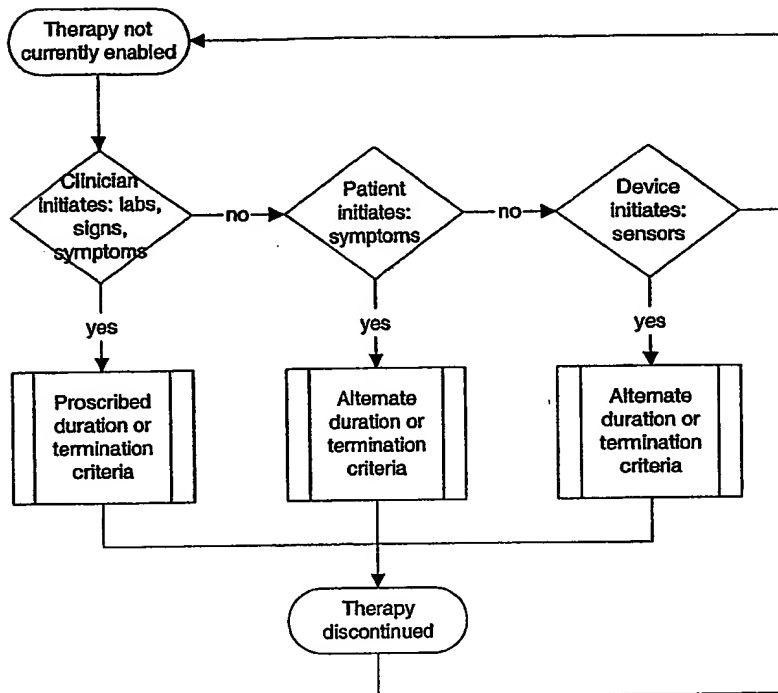 Therapy not
currently enabled
Clinician
initiates: labs,
signs,
symptoms
no
Patient
initiates:
symptoms
no
Device
initiates:
sensors
yes
yes
yes
Proscribed
duration or
termination
criteria
Alternate
duration or
termination
criteria
Alternate
duration or
termination
criteria
Therapy
discontinued